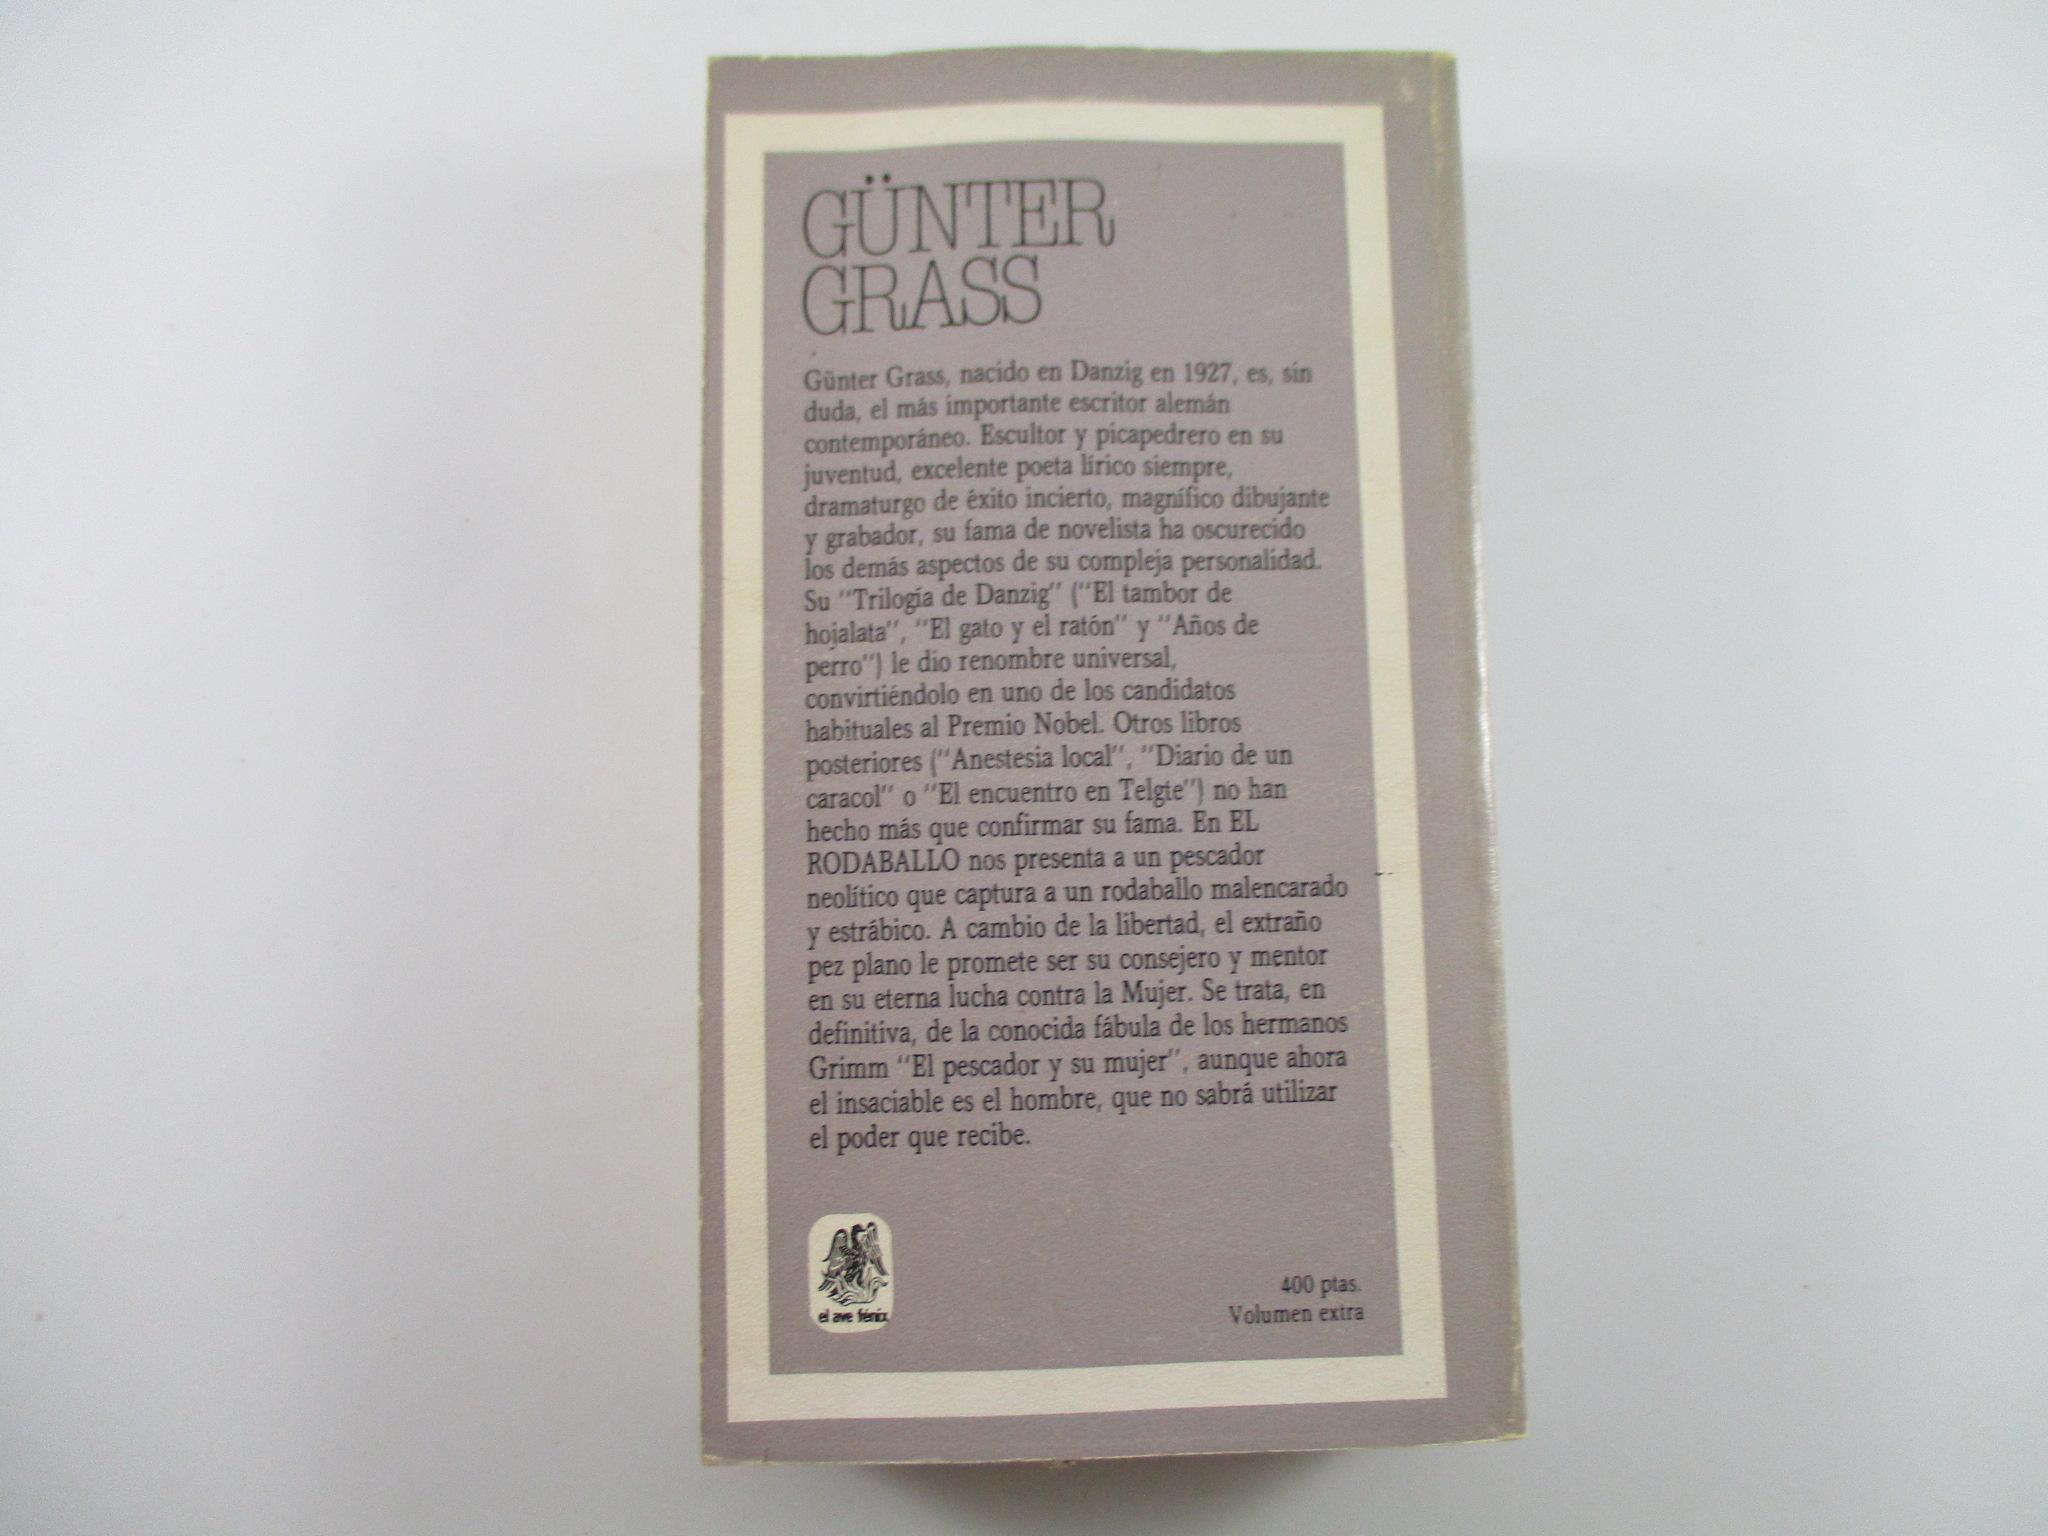 GÜNTER
GRASS
Günter Grass, nacido en Danzig en 1927, es, sin
duda, el más importante escritor alemán
contemporáneo. Escultor y picapedrero en su
juventud, excelente poeta lírico siempre,
dramaturgo de éxito incierto, magnífico dibujante
y grabador, su fama de novelista ha oscurecido
los demás aspectos de su compleja personalidad.
Su "Trilogía de Danzig" ("El tambor de
hojalata", "El gato y el ratón" y "Años de
perro") le dio renombre universal,
convirtiéndolo en uno de los candidatos
habituales al Premio Nobel. Otros libros
posteriores ("Anestesia local", "Diario de un
caracol" o "El encuentro en Telgte") no han
hecho más que confirmar su fama. En EL
RODABALLO nos presenta a un pescador
neolítico que captura a un rodaballo malencarado
y estrábico. A cambio de la libertad, el extraño
pez plano le promete ser su consejero y mentor
en su eterna lucha contra la Mujer. Se trata, en
definitiva, de la conocida fábula de los hermanos
Grimm "El pescador y su mujer", aunque ahora
el insaciable es el hombre, que no sabrá utilizar
el poder que recibe.
el ave fénix
400 ptas.
Volumen extra